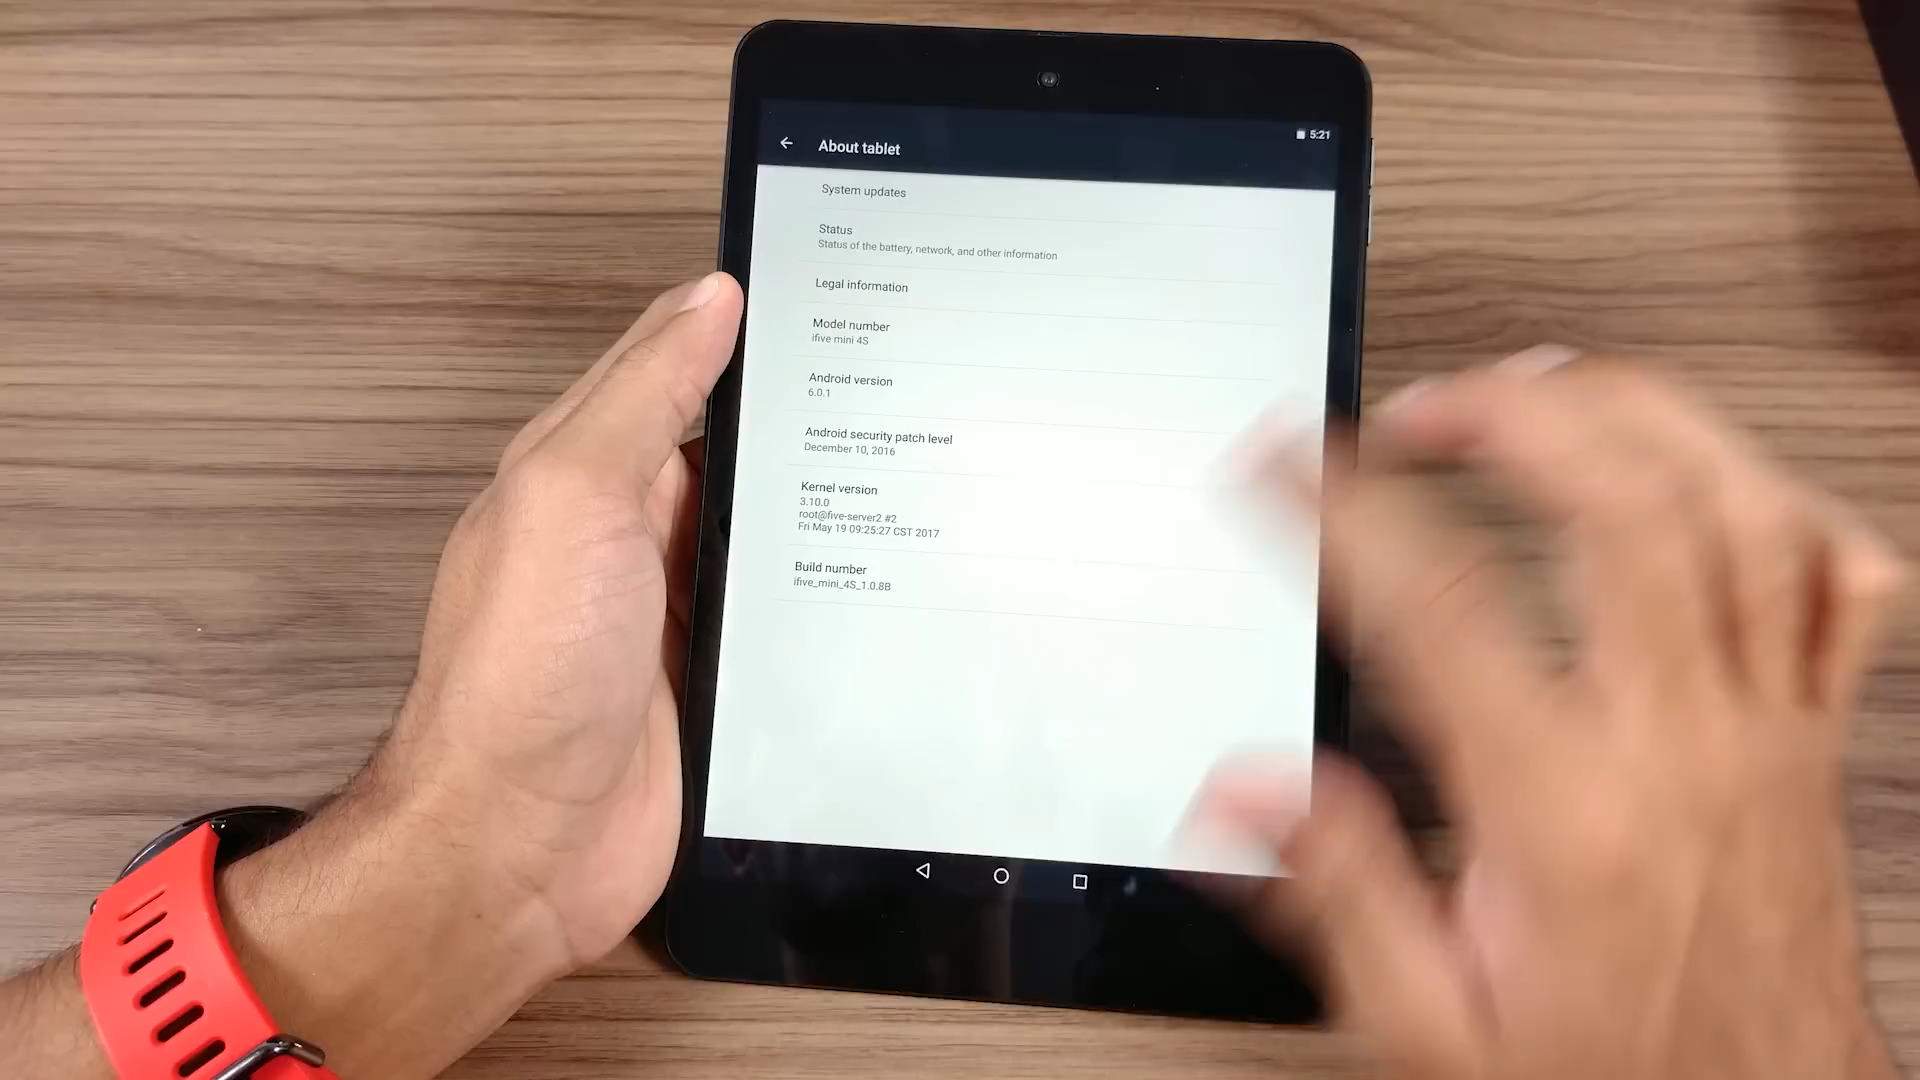 5:21
About tablet
System updates
Status
Status of the battery, network, and other information
Legal information
Model number
ifive mini 4S
Android version
6.0.1
Android security patch level
December 10, 2016
Kernel version
3.10.0
root@five-server2 #2
Fri May 19 09:25:27 CST 2017
Build number
ifive_mini_4S_1.0.8B